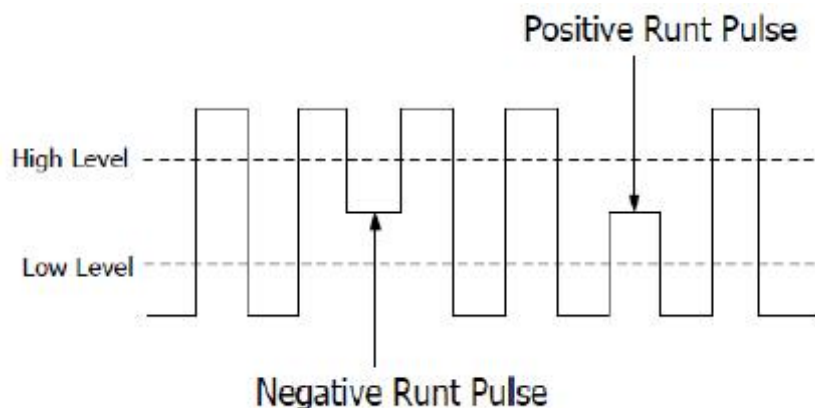 Positive Runt Pulse
High Level
Low Level
Negative Runt Pulse